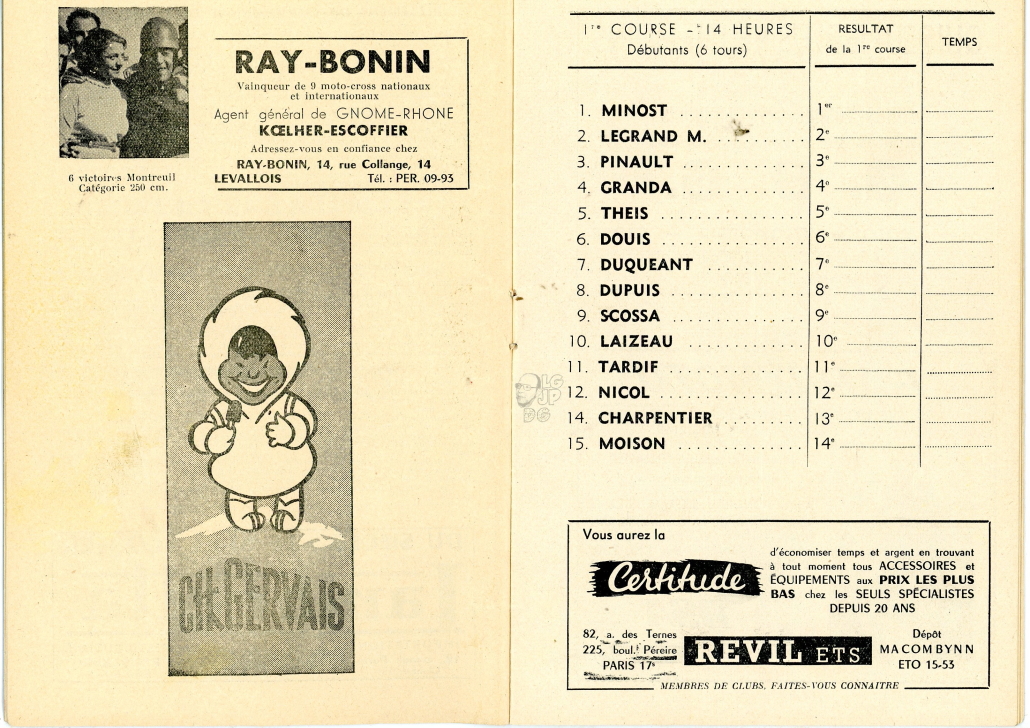 RAY-BONIN
Vainqueur de 9 moto-cross nationaux
et internationaux
Agent général de GNOME-RHONE
KŒLHER-ESCOFFIER
Adressez-vous en confiance chez
RAY-BONIN, 14, rue Collange, 14
LEVALLOIS Tél. : PER. 09-93
6 victoires Montreuil
Catégorie 250 cm.
CH. GERVAIS
1re COURSE - 14 HEURES
Débutants (6 tours)
RESULTAT
de la 1re course
TEMPS
1. MINOST .............. 1er
2. LEGRAND M. .......... 2e
3. PINAULT ............. 3e
4. GRANDA .............. 4e
5. THEIS ............... 5e
6. DOUIS ............... 6e
7. DUQUEANT ............ 7e
8. DUPUIS .............. 8e
9. SCOSSA .............. 9e
10. LAIZEAU ............ 10e
11. TARDIF ............. 11e
12. NICOL .............. 12e
14. CHARPENTIER ........ 13e
15. MOISON ............. 14e
LG
JP
DG
Vous aurez la
Certitude
d'économiser temps et argent en trouvant
à tout moment tous ACCESSOIRES et
ÉQUIPEMENTS aux PRIX LES PLUS
BAS chez les SEULS SPÉCIALISTES
DEPUIS 20 ANS
82, a. des Ternes
225, boul.t Péreire
PARIS 17e
REVIL ETS
Dépôt
MACOMBYNN
ETO 15-53
MEMBRES DE CLUBS, FAITES-VOUS CONNAITRE